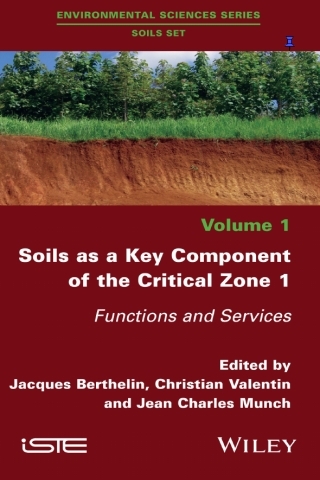 ENVIRONMENTAL SCIENCES SERIES
SOILS SET
Volume 1
Soils as a Key Component
of the Critical Zone 1
Functions and Services
Edited by
Jacques Berthelin, Christian Valentin
and Jean Charles Munch
iSTE
WILEY